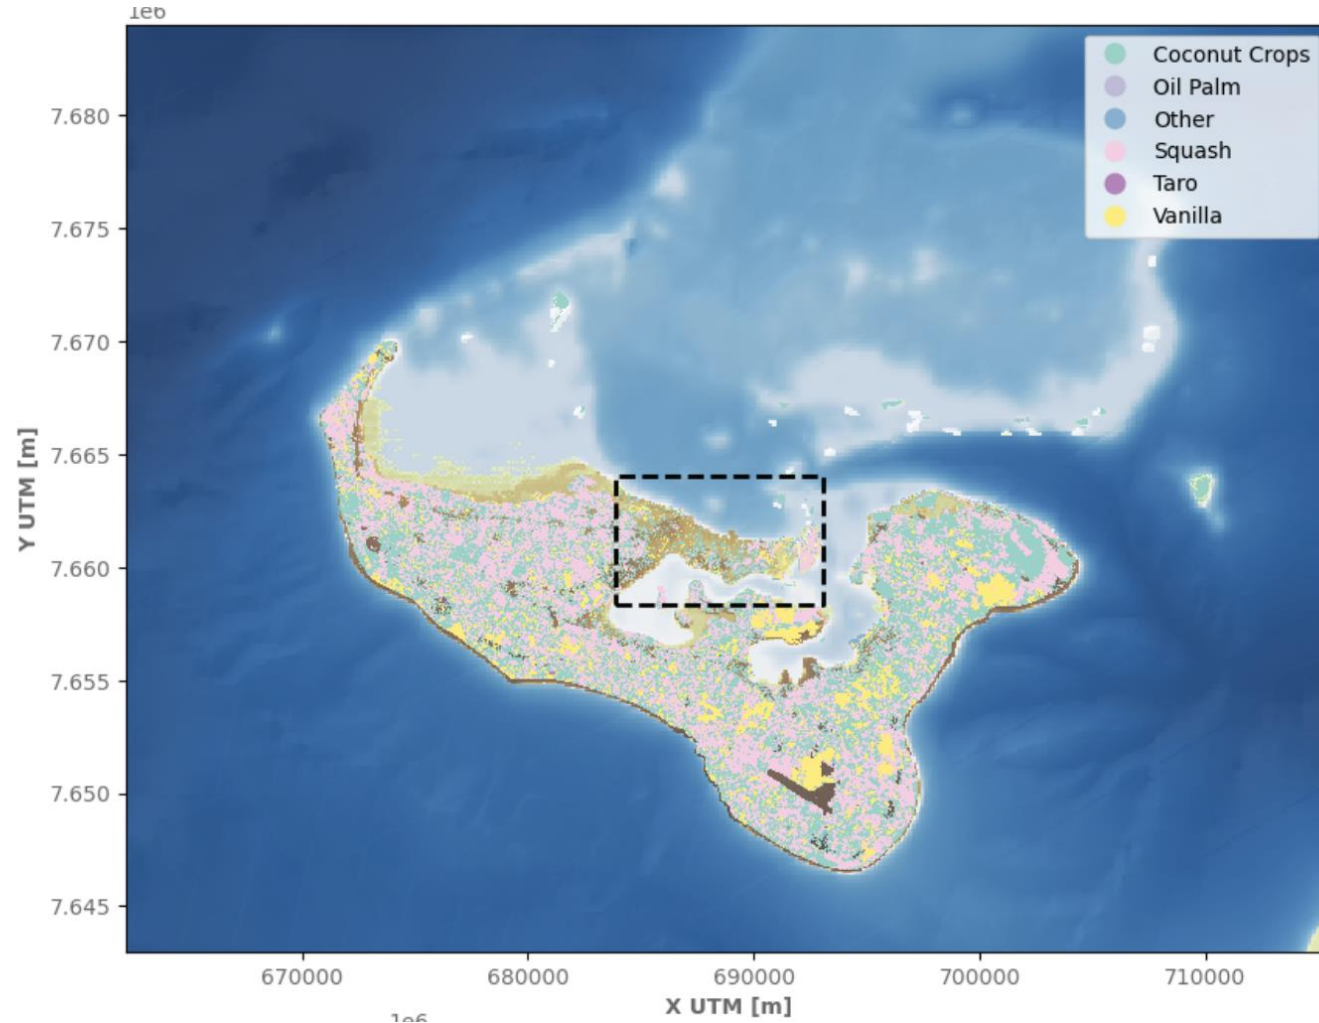 1e6
Coconut Crops
Oil Palm
Other
Squash
Taro
Vanilla
7.680
7.675
7.670
7.665
7.660
7.655
7.650
7.645
Y UTM [m]
670000 680000 690000 700000 710000
X UTM [m]
1e6